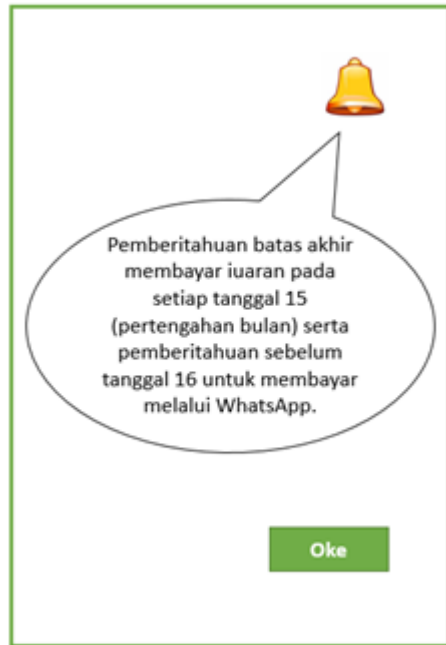 Pemberitahuan batas akhir
membayar iuaran pada
setiap tanggal 15
(pertengahan bulan) serta
pemberitahuan sebelum
tanggal 16 untuk membayar
melalui WhatsApp.
Oke